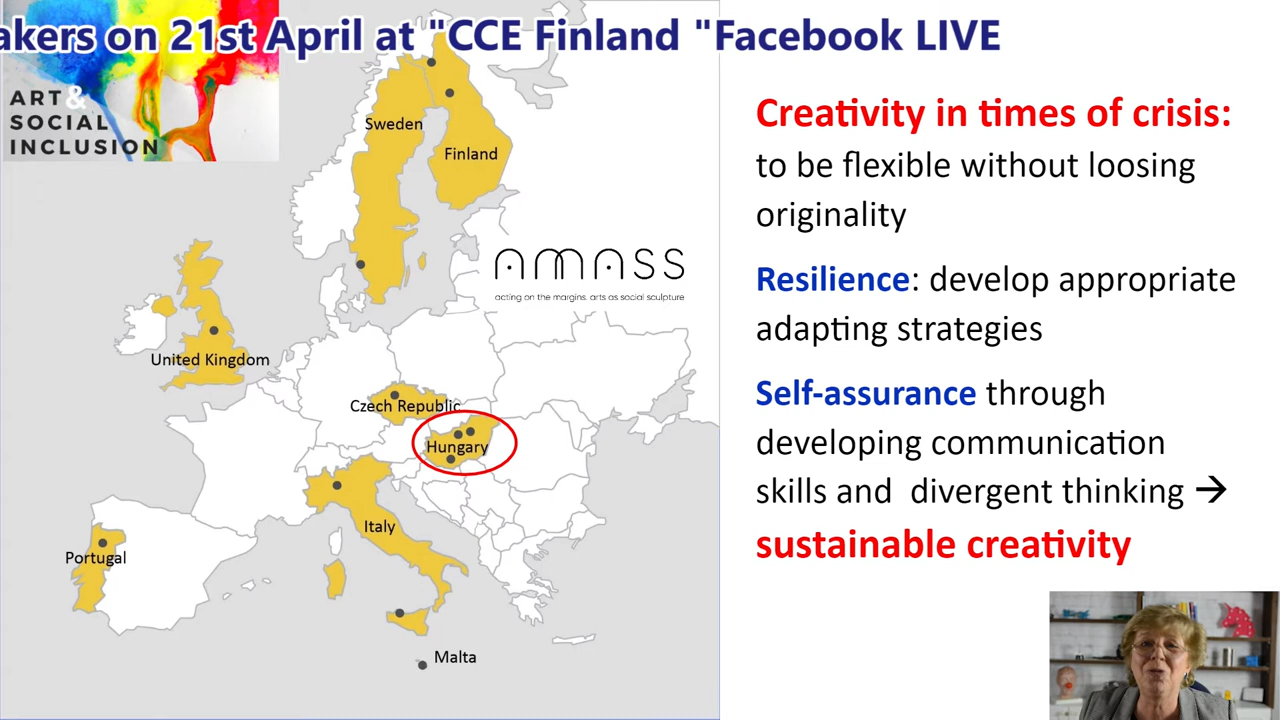 akers on 21st April at "CCE Finland "Facebook LIVE
ART &
SOCIAL
INCLUSION
Sweden
Finland
AMASS
acting on the margins. arts as social sculpture
United Kingdom
Czech Republic
Hungary
Italy
Portugal
Malta
Creativity in times of crisis:
to be flexible without loosing
originality
Resilience: develop appropriate
adapting strategies
Self-assurance through
developing communication
skills and divergent thinking →
sustainable creativity